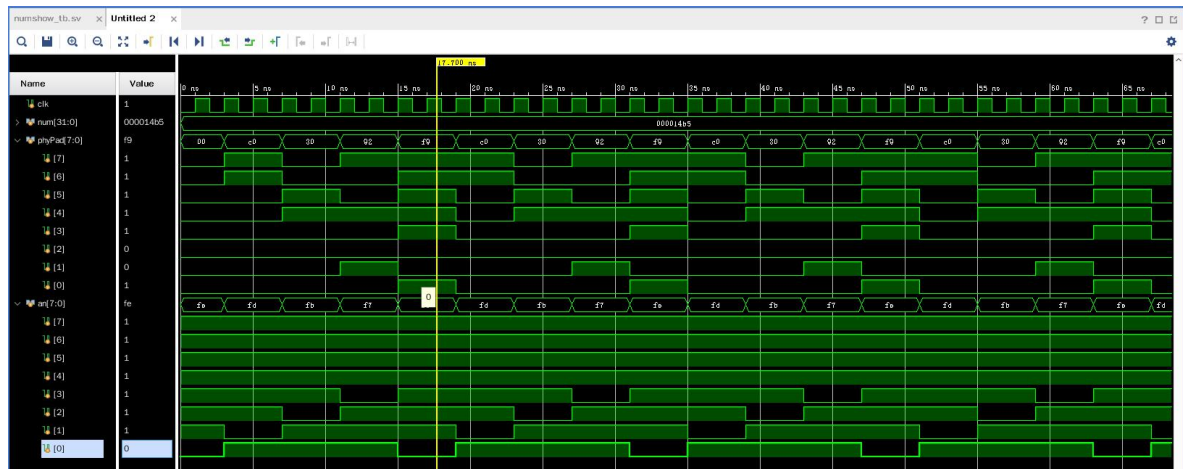 numshow_tb.sv × Untitled 2 ×
? □
17.700 ns
Name Value
0 ns 5 ns 10 ns 15 ns 20 ns 25 ns 30 ns 35 ns 40 ns 45 ns 50 ns 55 ns 60 ns 65 ns
clk 1
num[31:0] 000014b5 000014b5
phyPad[7:0] f9 00 c0 30 92 f9 c0 30 92 f9 c0 30 92 f9 c0 30 92 f9 c0
[7] 1
[6] 1
[5] 1
[4] 1
[3] 1
[2] 0
[1] 0
[0] 1
0
an[7:0] fe fe fd fb f7 fd fb f7 fe fd fb f7 fe fd fb f7 fe fd
[7] 1
[6] 1
[5] 1
[4] 1
[3] 1
[2] 1
[1] 1
[0] 0